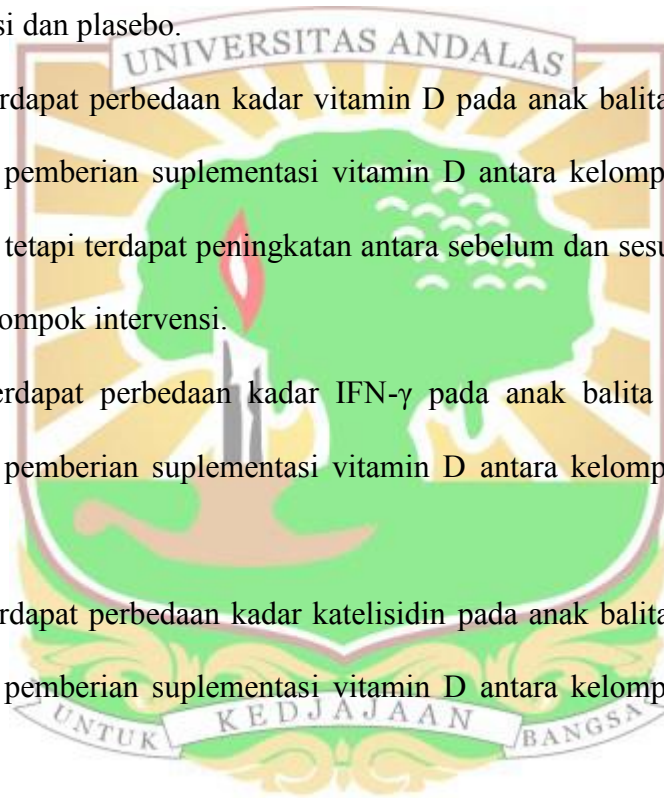 si dan plasebo.
UNIVERSITAS ANDALAS
rdapat perbedaan kadar vitamin D pada anak balita
pemberian suplementasi vitamin D antara kelomp
tetapi terdapat peningkatan antara sebelum dan sesu
ompok intervensi.
erdapat perbedaan kadar IFN-γ pada anak balita
pemberian suplementasi vitamin D antara kelomp
rdapat perbedaan kadar katelisidin pada anak balita
pemberian suplementasi vitamin D antara kelomp
UNTUK KEDJAJAAN BANGSA